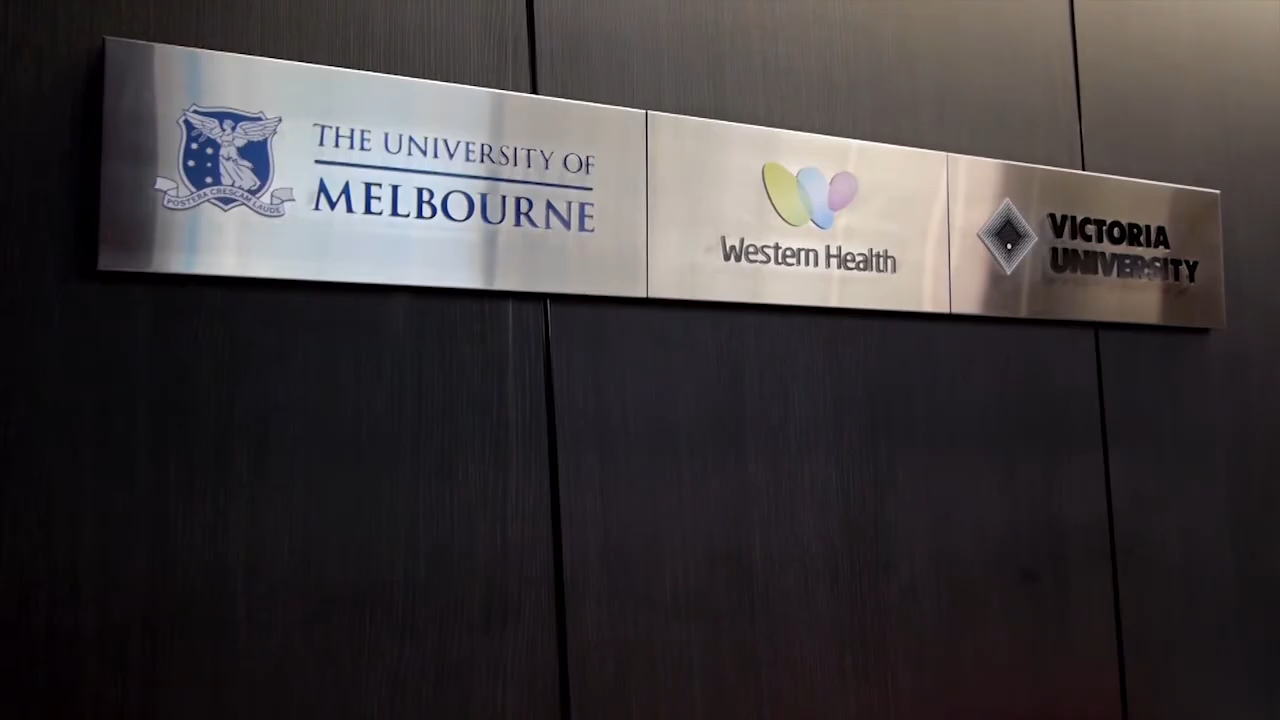 THE UNIVERSITY OF
MELBOURNE
POSTERA CRESCAM LAUDE
Western Health
VICTORIA
UNIVERSITY